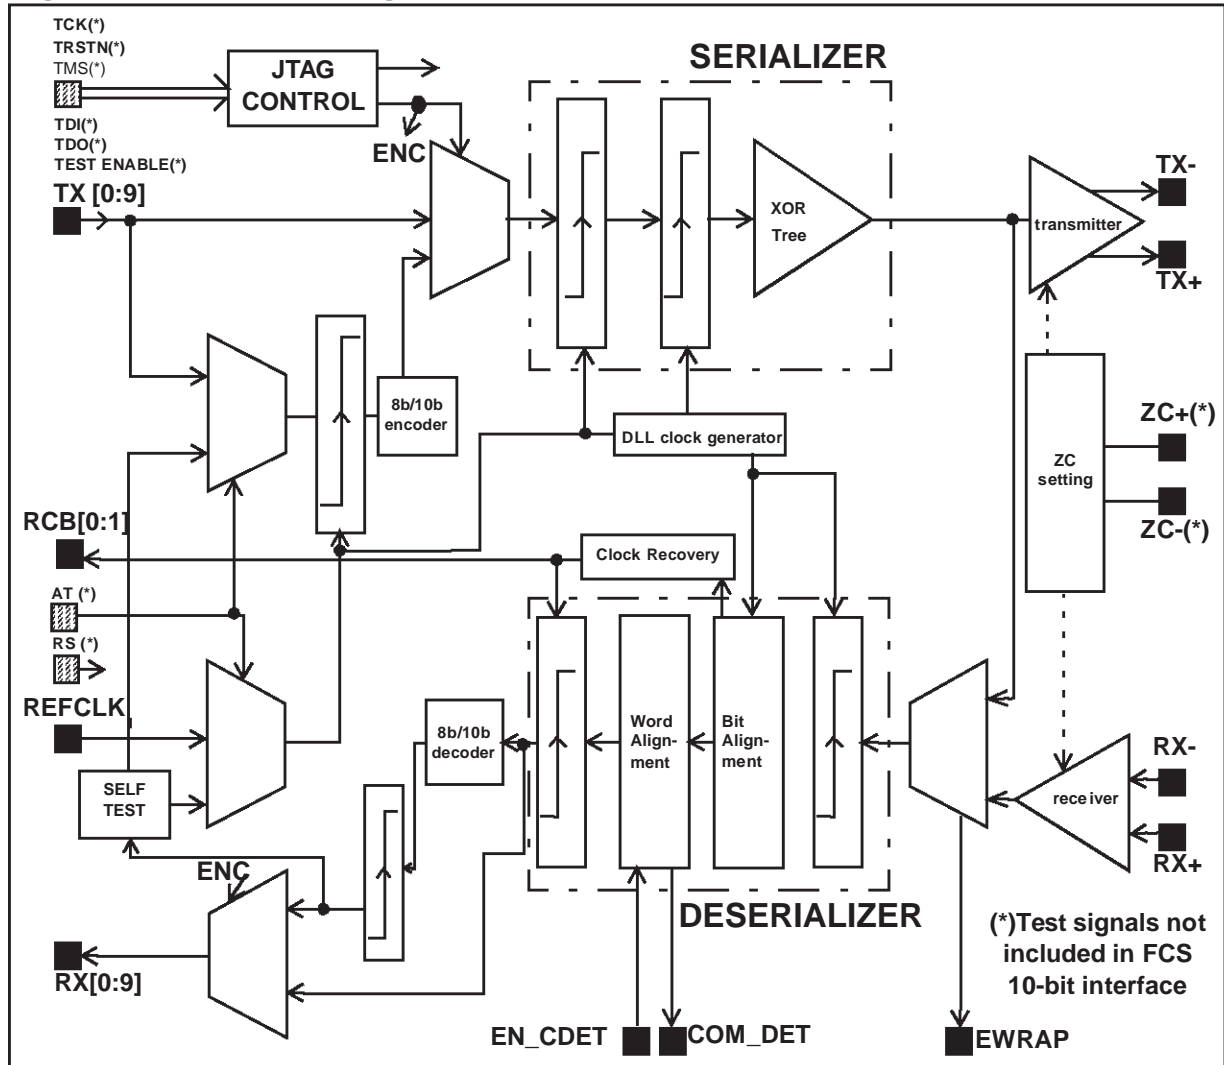 TCK(*)
TRSTN(*)
TMS(*)
TDI(*)
TDO(*)
TEST ENABLE(*)
TX [0:9]
JTAG
CONTROL
ENC
SERIALIZER
XOR
Tree
transmitter
TX-
TX+
8b/10b
encoder
DLL clock generator
ZC
setting
ZC+(*)
ZC-(*)
RCB[0:1]
Clock Recovery
AT (*)
RS (*)
REFCLK
SELF
TEST
8b/10b
decoder
Word
Align-
ment
Bit
Align-
ment
receiver
RX-
RX+
ENC
RX[0:9]
DESERIALIZER
(*)Test signals not
included in FCS
10-bit interface
EN_CDET
COM_DET
EWRAP